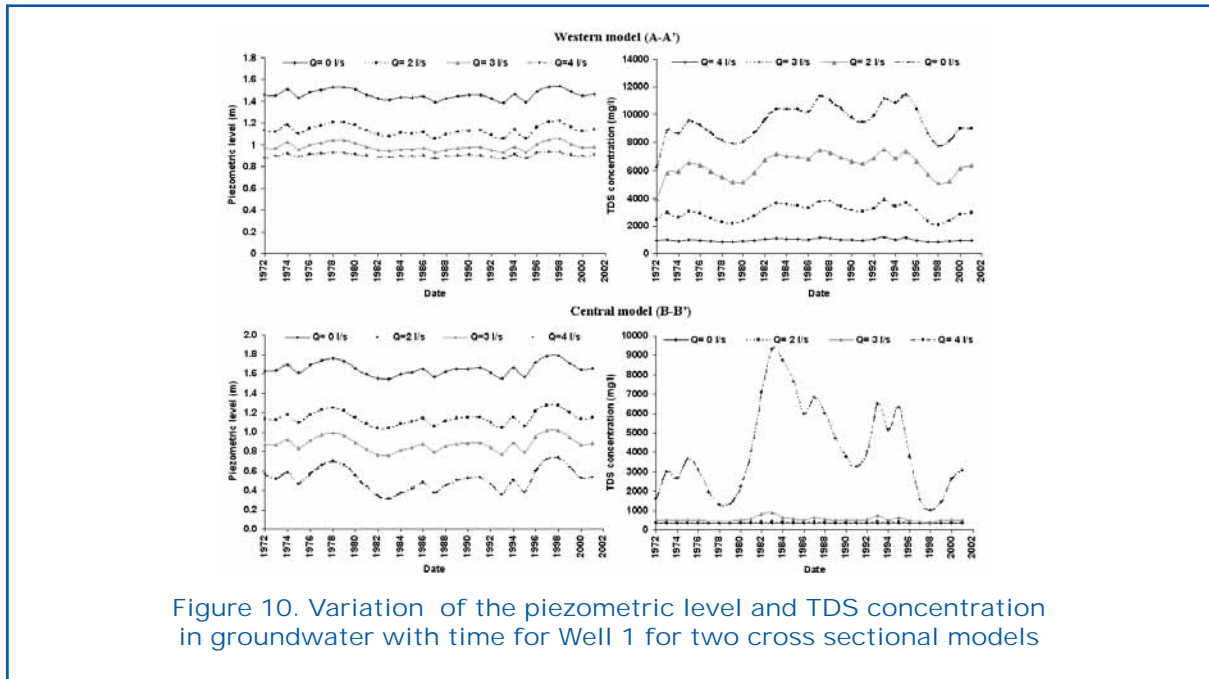 Western model (A-A')
Q= 0 l/s Q= 2 l/s Q= 3 l/s Q=4 l/s
Piezometric level (m)
1.8
1.6
1.4
1.2
1
0.8
0.6
0.4
0.2
0
1972 1974 1976 1978 1980 1982 1984 1986 1988 1990 1992 1994 1996 1998 2000 2002
Date
Q= 4 l/s Q= 3 l/s Q= 2 l/s Q= 0 l/s
TDS concentration (mg/l)
14000
12000
10000
8000
6000
4000
2000
0
1972 1974 1976 1978 1980 1982 1984 1986 1988 1990 1992 1994 1996 1998 2000 2002
Date
Central model (B-B')
Q= 0 l/s Q=2 l/s Q=3 l/s Q=4 l/s
Piezometric level (m)
2.0
1.8
1.6
1.4
1.2
1.0
0.8
0.6
0.4
0.2
0.0
1972 1974 1976 1978 1980 1982 1984 1986 1988 1990 1992 1994 1996 1998 2000 2002
Date
Q= 0 l/s Q= 2 l/s Q= 3 l/s Q= 4 l/s
TDS concentration (mg/l)
10000
9000
8000
7000
6000
5000
4000
3000
2000
1000
0
1972 1974 1976 1978 1980 1982 1984 1986 1988 1990 1992 1994 1996 1998 2000 2002
Date
Figure 10. Variation of the piezometric level and TDS concentration
in groundwater with time for Well 1 for two cross sectional models